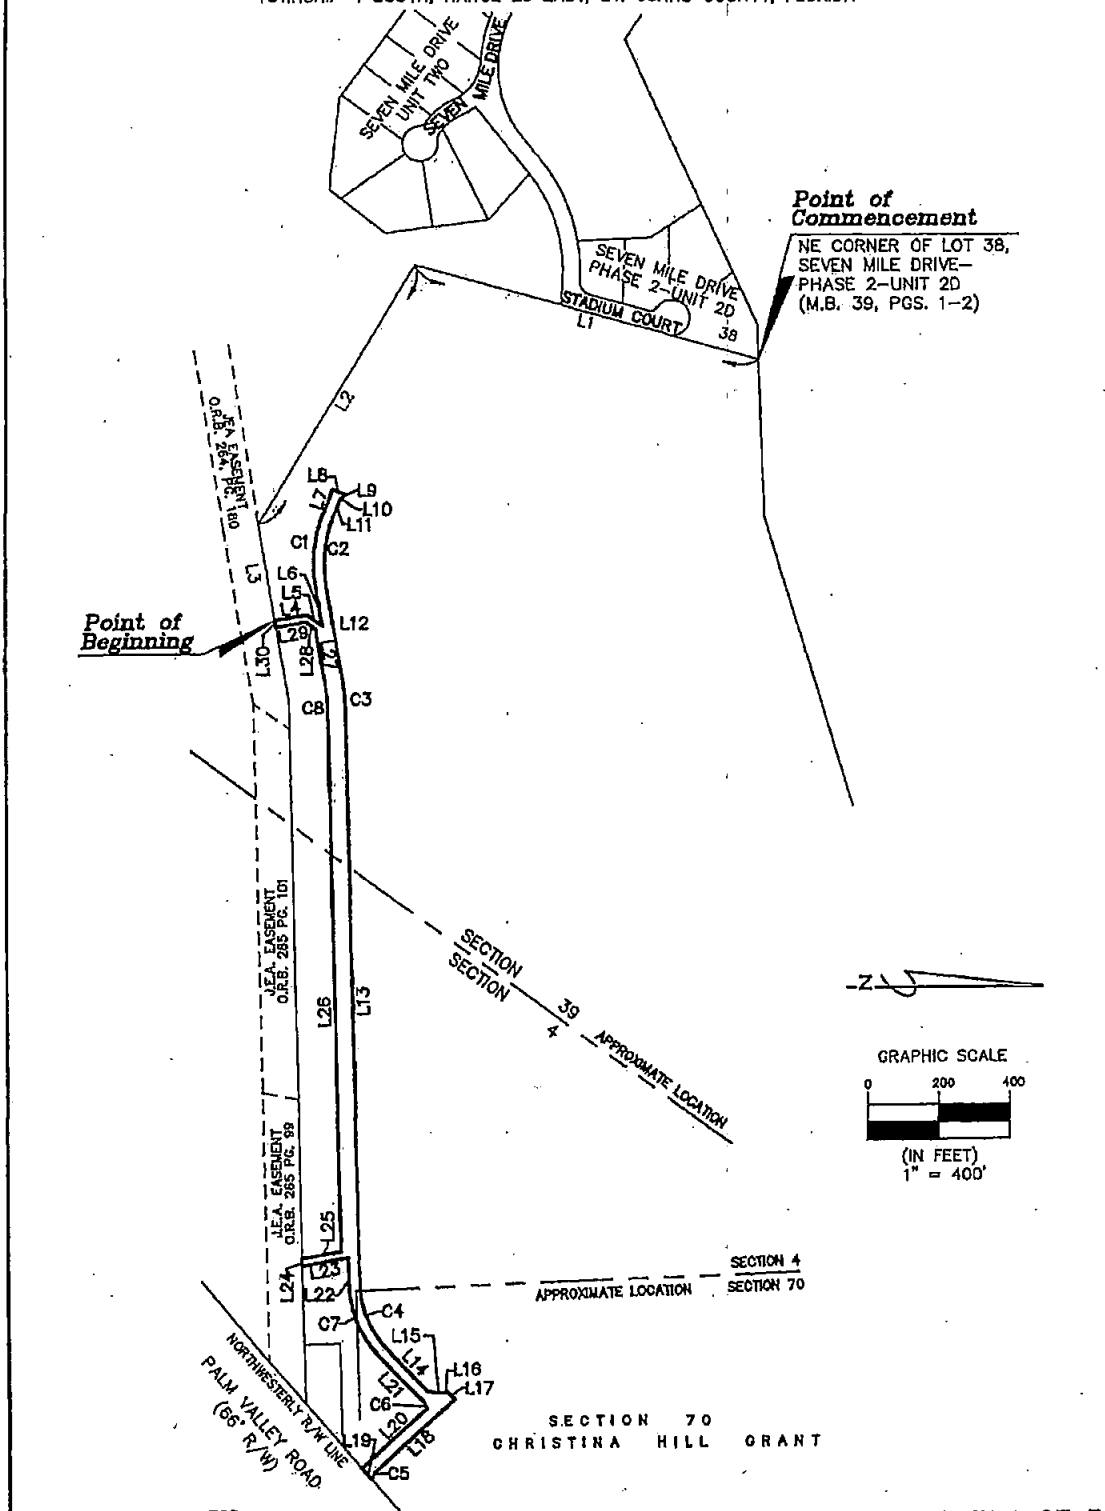 SEVEN MILE DRIVE
UNIT TWO
SEVEN
MILE DRIVE
Point of
Commencement
NE CORNER OF LOT 38,
SEVEN MILE DRIVE-
PHASE 2-UNIT 2D
(M.B. 39, PGS. 1-2)
SEVEN MILE DRIVE
PHASE 2-UNIT 2D
STADIUM COURT
38
L1
L2
JEA EASEMENT
O.R.B. 264, PG. 180
L3
L8
L9
L7
L10
L11
C1
C2
L6
L5
L4
L29
L12
L30
L28
L27
Point of
Beginning
C8
C3
J.E.A. EASEMENT
O.R.B. 265 PG. 101
SECTION
39
SECTION
4
APPROXIMATE LOCATION
L26
L13
N
GRAPHIC SCALE
0 200 400
(IN FEET)
1" = 400'
J.E.A. EASEMENT
O.R.B. 265 PG. 99
L25
L24
L23
L22
SECTION 4
APPROXIMATE LOCATION
SECTION 70
C7
C4
L15
L14
L16
L17
L21
C6
L20
L19
L18
C5
NORTHWESTERLY R/W LINE
PALM VALLEY ROAD
(66' R/W)
SECTION 70
CHRISTINA HILL GRANT